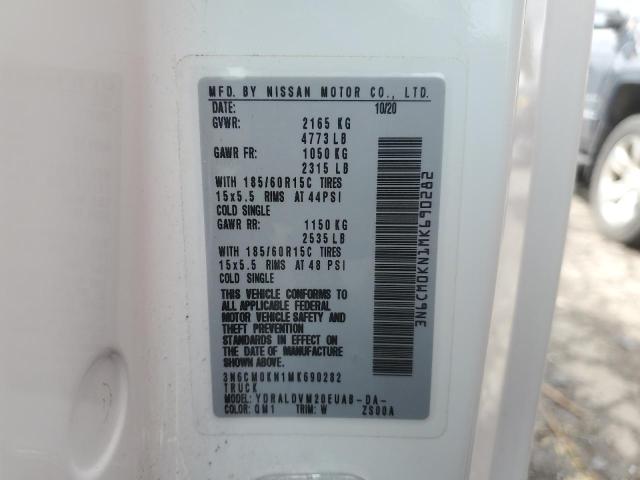 MFD. BY NISSAN MOTOR CO., LTD.
DATE: 10/20
GVWR: 2165 KG
4773 LB
GAWR FR: 1050 KG
2315 LB
WITH 185/60R15C TIRES
15x5.5 RIMS AT 44PSI
COLD SINGLE
GAWR RR: 1150 KG
2535 LB
WITH 185/60R15C TIRES
15x5.5 RIMS AT 48 PSI
COLD SINGLE
THIS VEHICLE CONFORMS TO
ALL APPLICABLE FEDERAL
MOTOR VEHICLE SAFETY AND
THEFT PREVENTION
STANDARDS IN EFFECT ON
THE DATE OF MANUFACTURE
SHOWN ABOVE.
3N6CM0KN1MK690282
TRUCK
MODEL: YDRALDVM20EUAB-DA-
COLOR: QM1 TRIM: W ZS00A
3N6CM0KN1MK690282